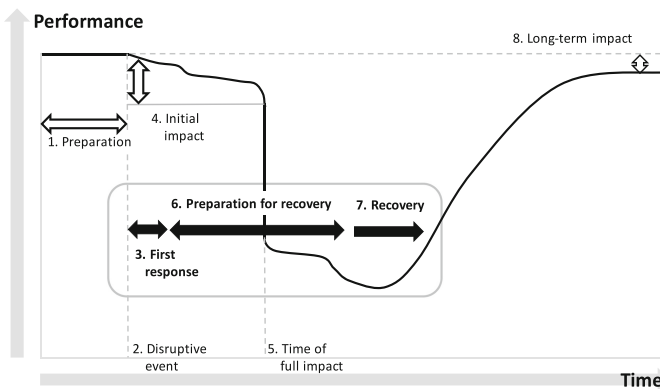 Performance
8. Long-term impact
4. Initial
impact
1. Preparation
6. Preparation for recovery
7. Recovery
3. First
response
2. Disruptive
event
5. Time of
full impact
Time